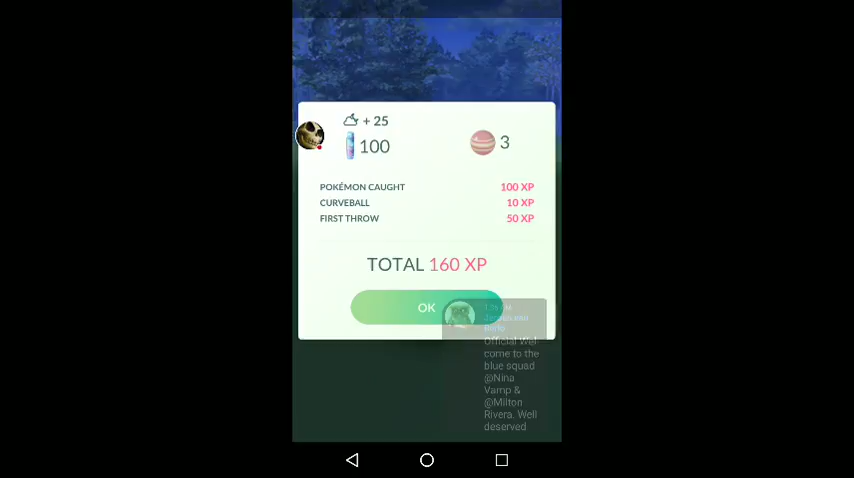 + 25
100
3
POKÉMON CAUGHT 100 XP
CURVEBALL 10 XP
FIRST THROW 50 XP
TOTAL 160 XP
OK
Official Wel-
come to the
blue squad
@Nina
Vamp &
@Milton
Rivera. Well
deserved